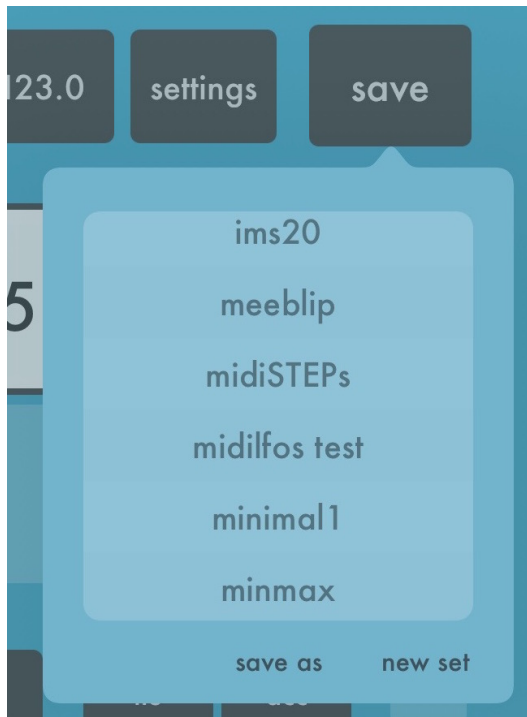 123.0 settings save
ims20
5
meeblip
midiSTEPs
midilfos test
minimal1
minmax
save as new set